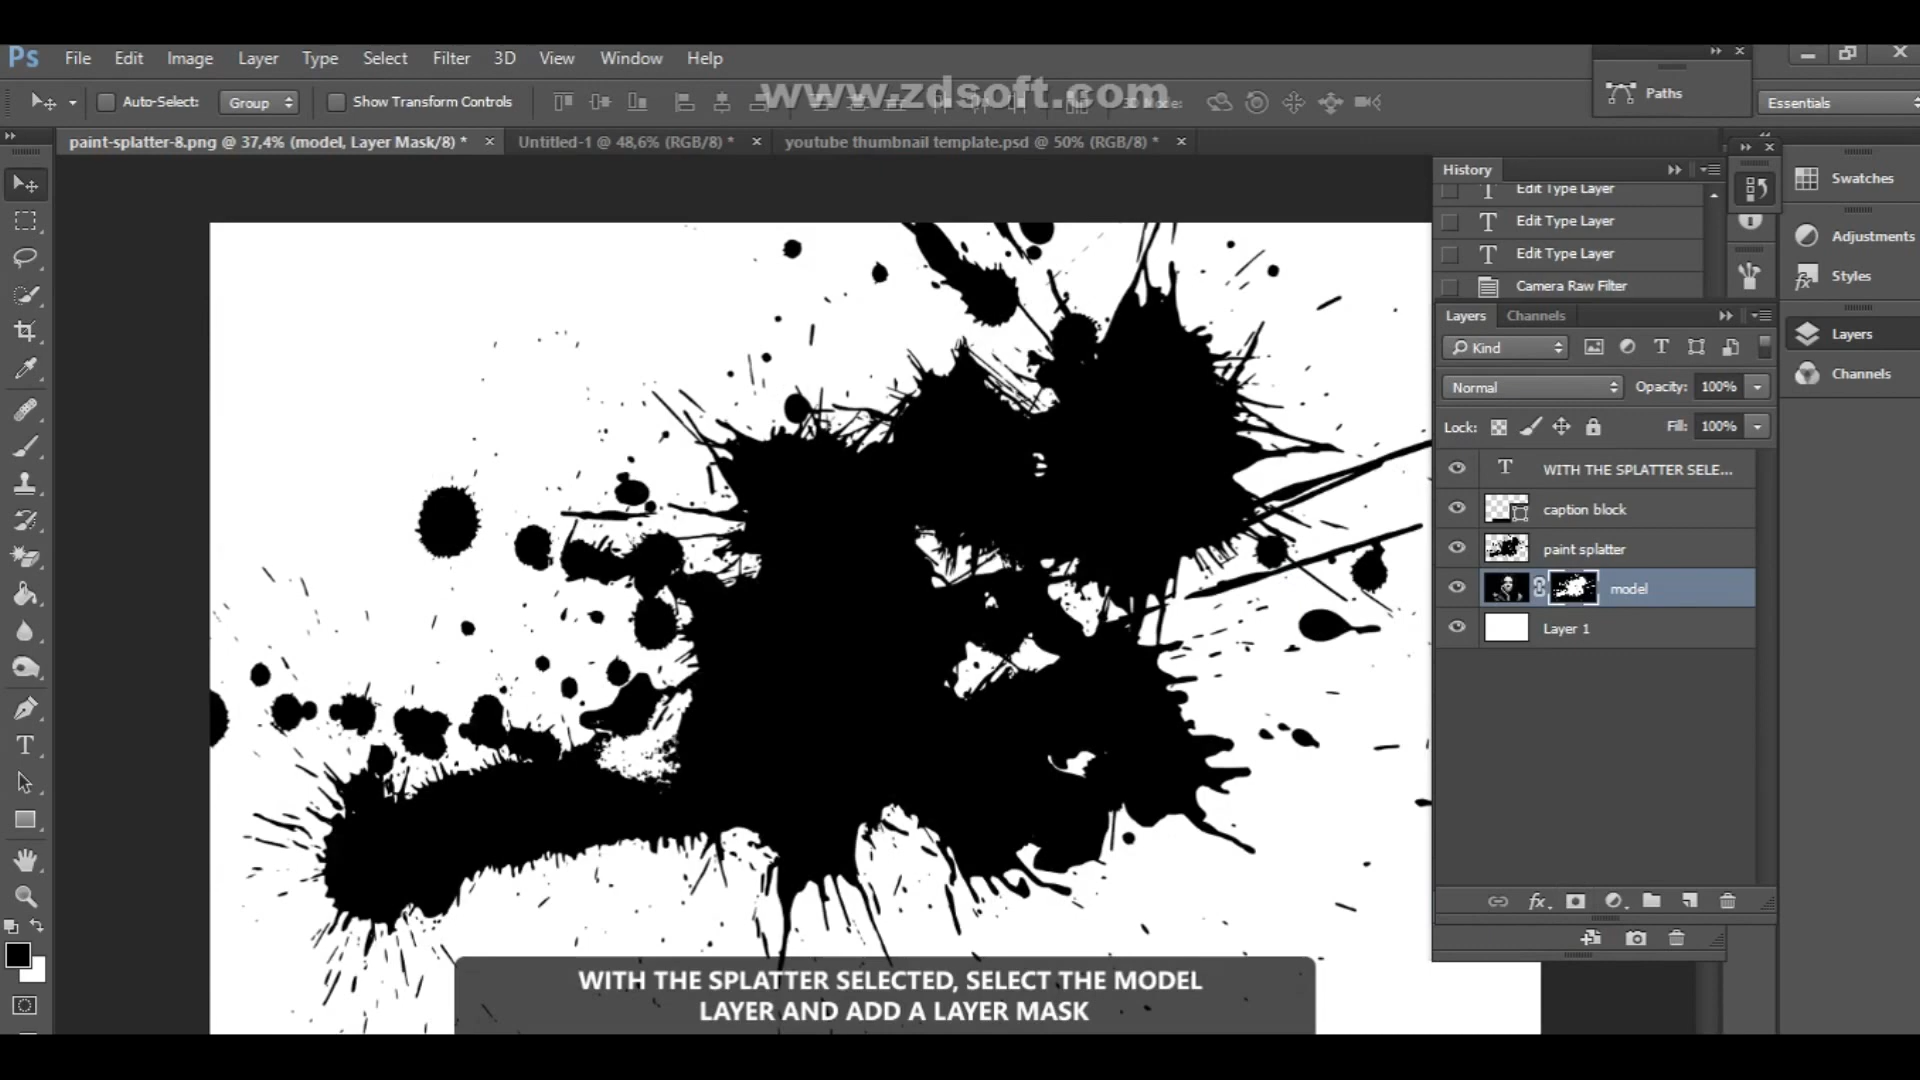 Ps File Edit Image Layer Type Select Filter 3D View Window Help
Auto-Select: Group Show Transform Controls
www.zdsoft.com
3D Mode:
Paths
Essentials
paint-splatter-8.png @ 37,4% (model, Layer Mask/8) * × Untitled-1 @ 48,6% (RGB/8) * × youtube thumbnail template.psd @ 50% (RGB/8) * ×
History
Edit Type Layer
Edit Type Layer
Edit Type Layer
Camera Raw Filter
Layers Channels
Kind
Normal Opacity: 100%
Lock: Fill: 100%
WITH THE SPLATTER SELE...
caption block
paint splatter
model
Layer 1
Swatches
Adjustments
Styles
Layers
Channels
WITH THE SPLATTER SELECTED, SELECT THE MODEL
LAYER AND ADD A LAYER MASK